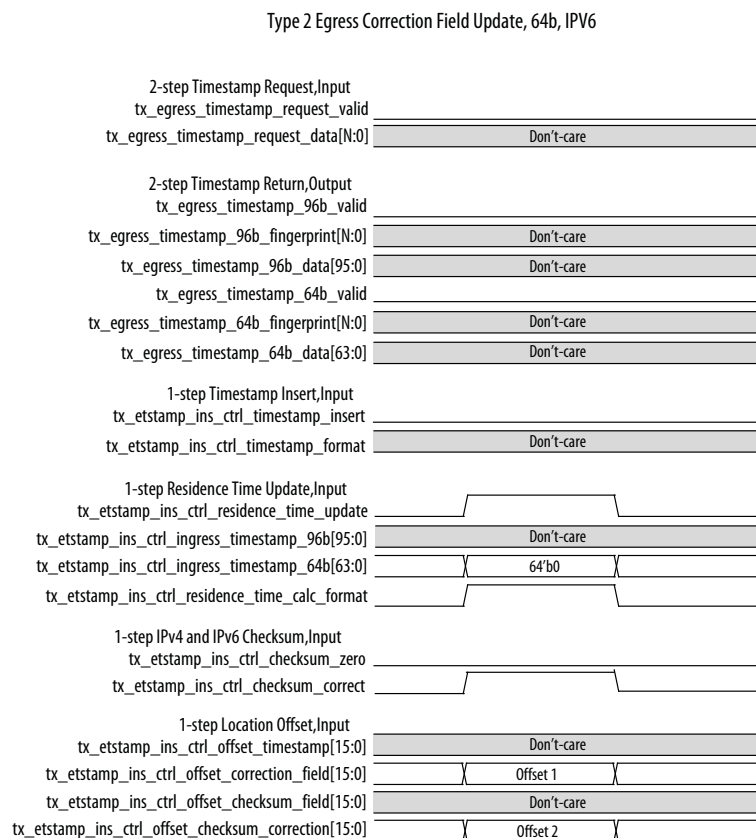 Type 2 Egress Correction Field Update, 64b, IPV6
2-step Timestamp Request,Input
tx_egress_timestamp_request_valid
tx_egress_timestamp_request_data[N:0] Don't-care
2-step Timestamp Return,Output
tx_egress_timestamp_96b_valid
tx_egress_timestamp_96b_fingerprint[N:0] Don't-care
tx_egress_timestamp_96b_data[95:0] Don't-care
tx_egress_timestamp_64b_valid
tx_egress_timestamp_64b_fingerprint[N:0] Don't-care
tx_egress_timestamp_64b_data[63:0] Don't-care
1-step Timestamp Insert,Input
tx_etstamp_ins_ctrl_timestamp_insert
tx_etstamp_ins_ctrl_timestamp_format Don't-care
1-step Residence Time Update,Input
tx_etstamp_ins_ctrl_residence_time_update
tx_etstamp_ins_ctrl_ingress_timestamp_96b[95:0] Don't-care
tx_etstamp_ins_ctrl_ingress_timestamp_64b[63:0] 64'b0
tx_etstamp_ins_ctrl_residence_time_calc_format
1-step IPv4 and IPv6 Checksum,Input
tx_etstamp_ins_ctrl_checksum_zero
tx_etstamp_ins_ctrl_checksum_correct
1-step Location Offset,Input
tx_etstamp_ins_ctrl_offset_timestamp[15:0] Don't-care
tx_etstamp_ins_ctrl_offset_correction_field[15:0] Offset 1
tx_etstamp_ins_ctrl_offset_checksum_field[15:0] Don't-care
tx_etstamp_ins_ctrl_offset_checksum_correction[15:0] Offset 2